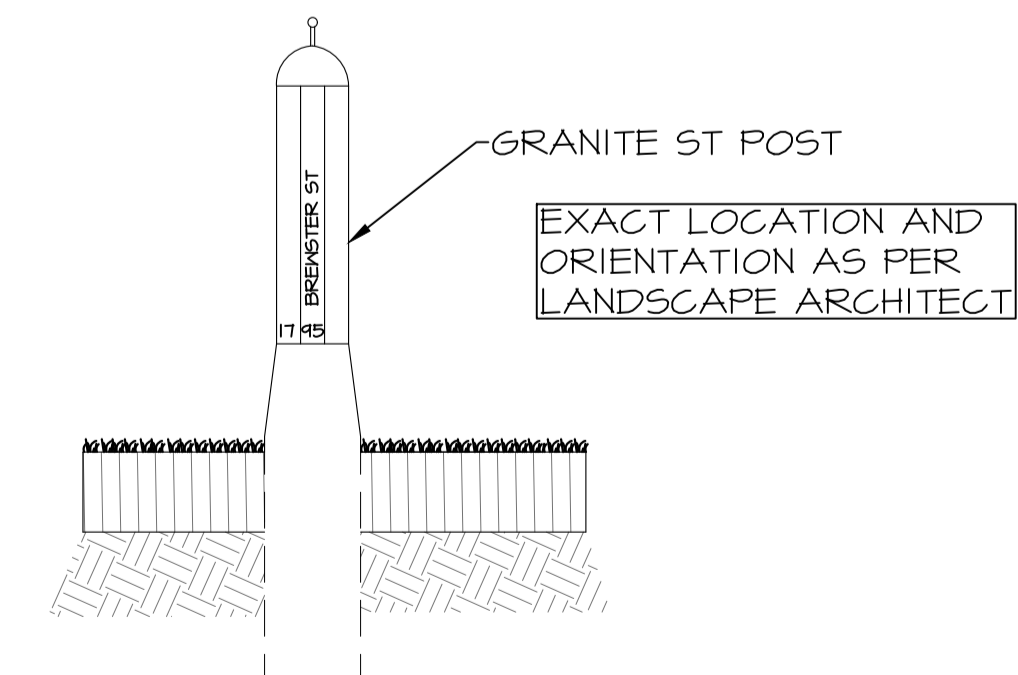 GRANITE ST POST
EXACT LOCATION AND
ORIENTATION AS PER
LANDSCAPE ARCHITECT
BREWSTER ST
17 95